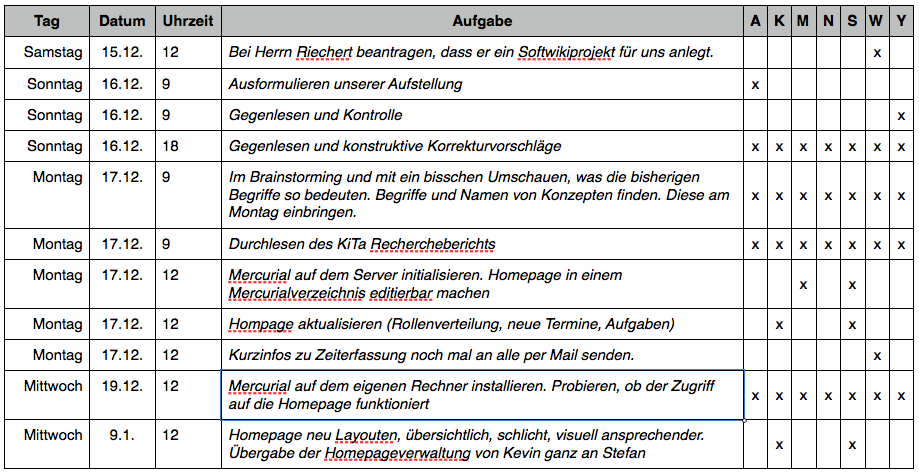 Tag Datum Uhrzeit Aufgabe A K M N S W Y
Samstag 15.12. 12 Bei Herrn Riechert beantragen, dass er ein Softwikiprojekt für uns anlegt. x
Sonntag 16.12. 9 Ausformulieren unserer Aufstellung x
Sonntag 16.12. 9 Gegenlesen und Kontrolle x
Sonntag 16.12. 18 Gegenlesen und konstruktive Korrekturvorschläge x x x x x x x
Montag 17.12. 9 Im Brainstorming und mit ein bisschen Umschauen, was die bisherigen
Begriffe so bedeuten. Begriffe und Namen von Konzepten finden. Diese am x x x x x x x
Montag einbringen.
Montag 17.12. 9 Durchlesen des KiTa Rechercheberichts x x x x x x x
Montag 17.12. 12 Mercurial auf dem Server initialisieren. Homepage in einem
Mercurialverzeichnis editierbar machen x x
Montag 17.12. 12 Hompage aktualisieren (Rollenverteilung, neue Termine, Aufgaben) x x
Montag 17.12. 12 Kurzinfos zu Zeiterfassung noch mal an alle per Mail senden. x
Mittwoch 19.12. 12 Mercurial auf dem eigenen Rechner installieren. Probieren, ob der Zugriff
auf die Homepage funktioniert x x x x x x x
Mittwoch 9.1. 12 Homepage neu Layouten, übersichtlich, schlicht, visuell ansprechender.
Übergabe der Homepageverwaltung von Kevin ganz an Stefan x x